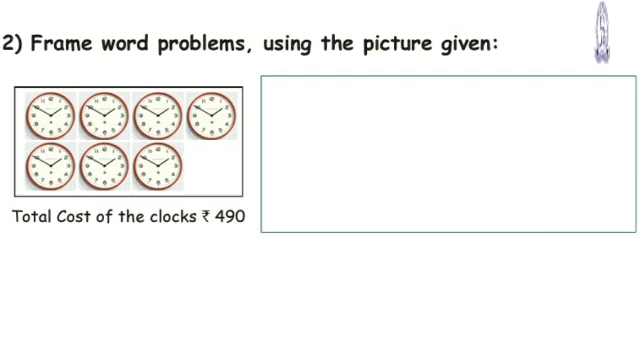 2) Frame word problems, using the picture given:
Total Cost of the clocks ₹ 490